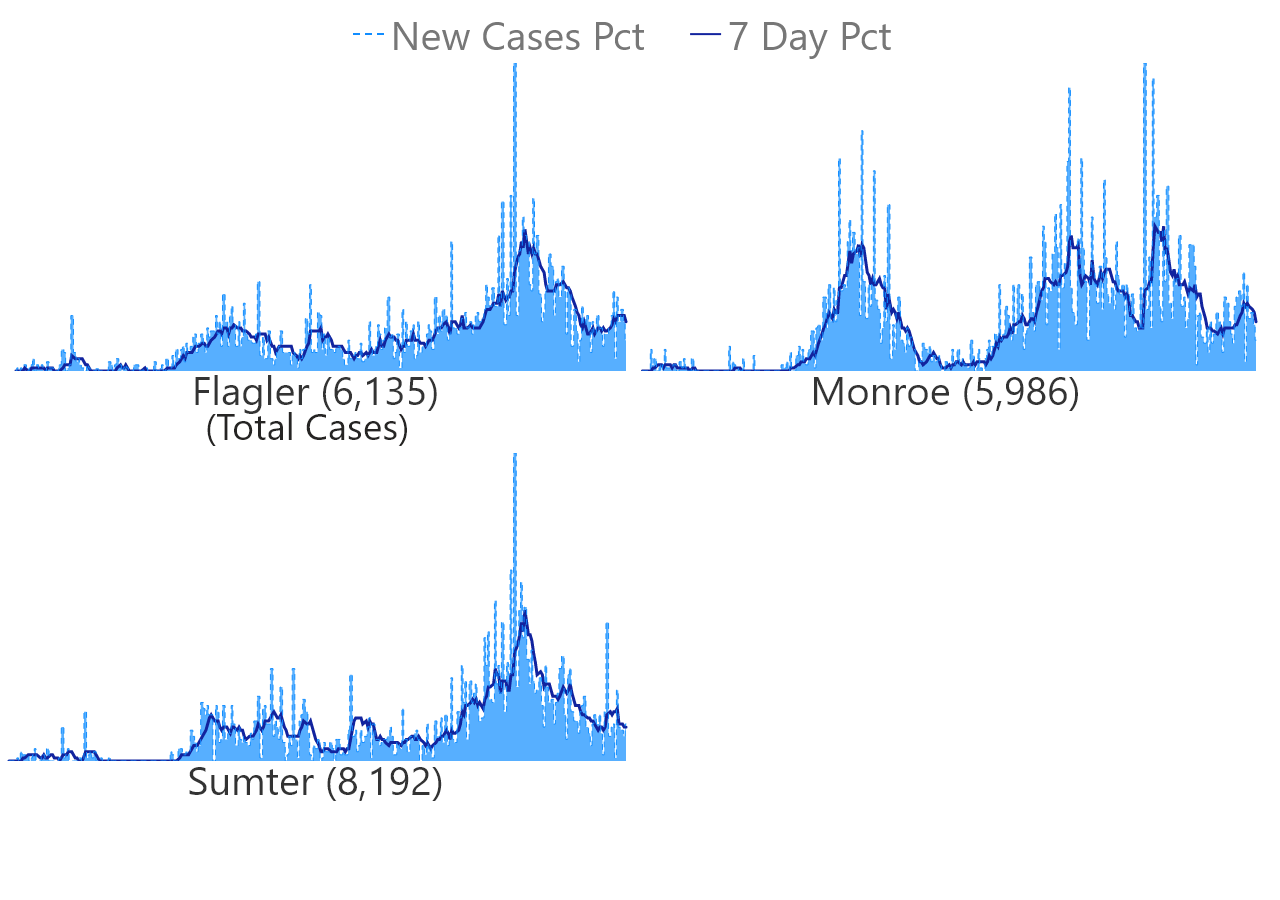 New Cases Pct 7 Day Pct
Flagler (6,135)
(Total Cases)
Monroe (5,986)
Sumter (8,192)